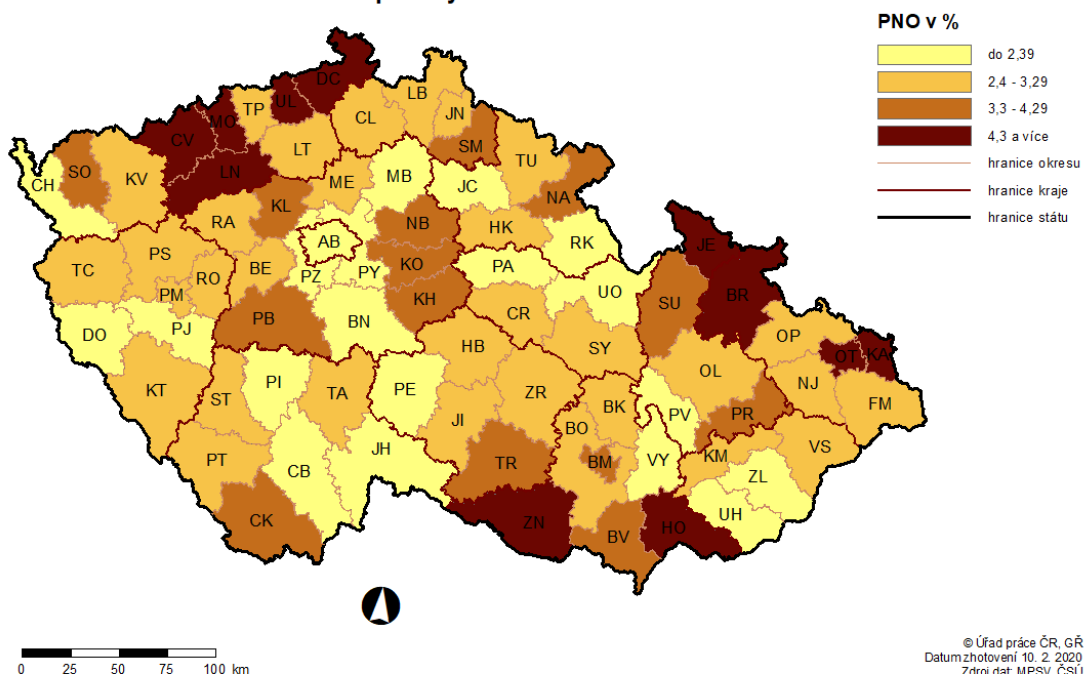 PNO v %
do 2,39
2,4 - 3,29
3,3 - 4,29
4,3 a více
hranice okresu
hranice kraje
hranice státu
DC
LB
UL
TP
MO
CL
JN
CV
LT
SM
TU
SO
KV
LN
ME
MB
JC
NA
CH
KL
RA
NB
HK
RK
AB
JE
PS
BE
PZ
PY
KO
PA
TC
RO
UO
SU
BR
PM
KH
PB
BN
CR
OP
DO
PJ
HB
SY
OT
KA
OL
NJ
KT
ST
PI
TA
PE
ZR
BK
PV
PR
FM
JI
BO
VS
PT
CB
JH
TR
BM
VY
KM
ZL
CK
ZN
BV
HO
UH
0 25 50 75 100 km
© Úřad práce ČR, GŘ
Datum zhotovení 10. 2. 2020
Zdroj dat: MPSV, ČSÚ